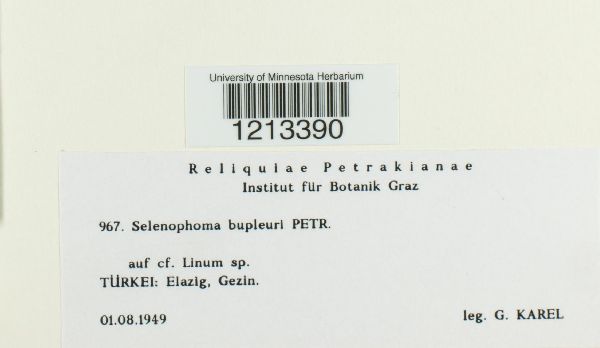 University of Minnesota Herbarium
1213390
Reliquiae Petrakianae
Institut für Botanik Graz
967. Selenophoma bupleuri PETR.
auf cf. Linum sp.
TÜRKEI: Elazig, Gezin.
01.08.1949 leg. G. KAREL